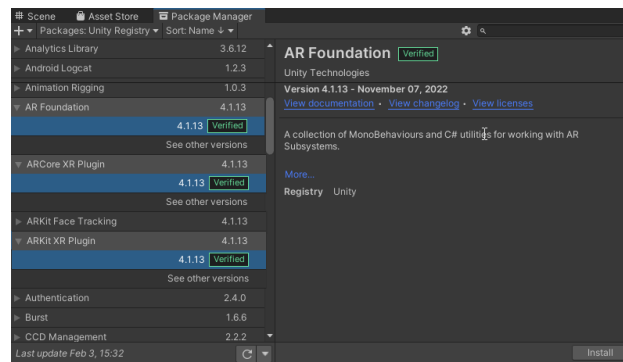 Scene Asset Store Package Manager
Packages: Unity Registry Sort: Name ↓
Analytics Library 3.6.12
Android Logcat 1.2.3
Animation Rigging 1.0.3
AR Foundation 4.1.13
4.1.13 Verified
See other versions
ARCore XR Plugin 4.1.13
4.1.13 Verified
See other versions
ARKit Face Tracking 4.1.13
ARKit XR Plugin 4.1.13
4.1.13 Verified
See other versions
Authentication 2.4.0
Burst 1.6.6
CCD Management 2.2.2
Last update Feb 3, 15:32
AR Foundation Verified
Unity Technologies
Version 4.1.13 - November 07, 2022
View documentation • View changelog • View licenses
A collection of MonoBehaviours and C# utilities for working with AR
Subsystems.
More...
Registry Unity
Install